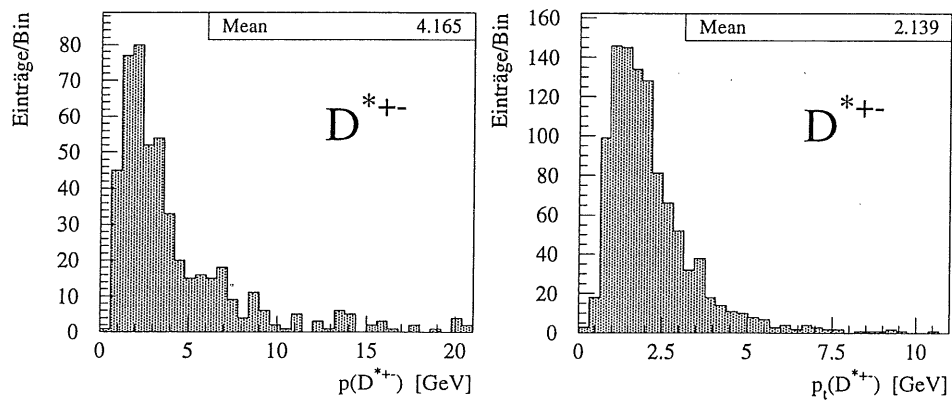 Mean 4.165
Einträge/Bin
80
70
60
50
40
30
20
10
0
D*+-
0 5 10 15 20
p(D*+-) [GeV]
Mean 2.139
Einträge/Bin
160
140
120
100
80
60
40
20
0
D*+-
0 2.5 5 7.5 10
pt(D*+-) [GeV]